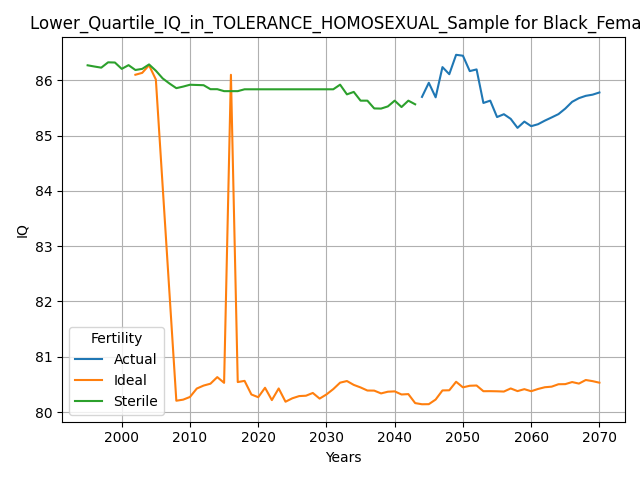 Lower_Quartile_IQ_in_TOLERANCE_HOMOSEXUAL_Sample for Black_Fema
86
85
84
83
82
81
80
IQ
Fertility
Actual
Ideal
Sterile
2000 2010 2020 2030 2040 2050 2060 2070
Years